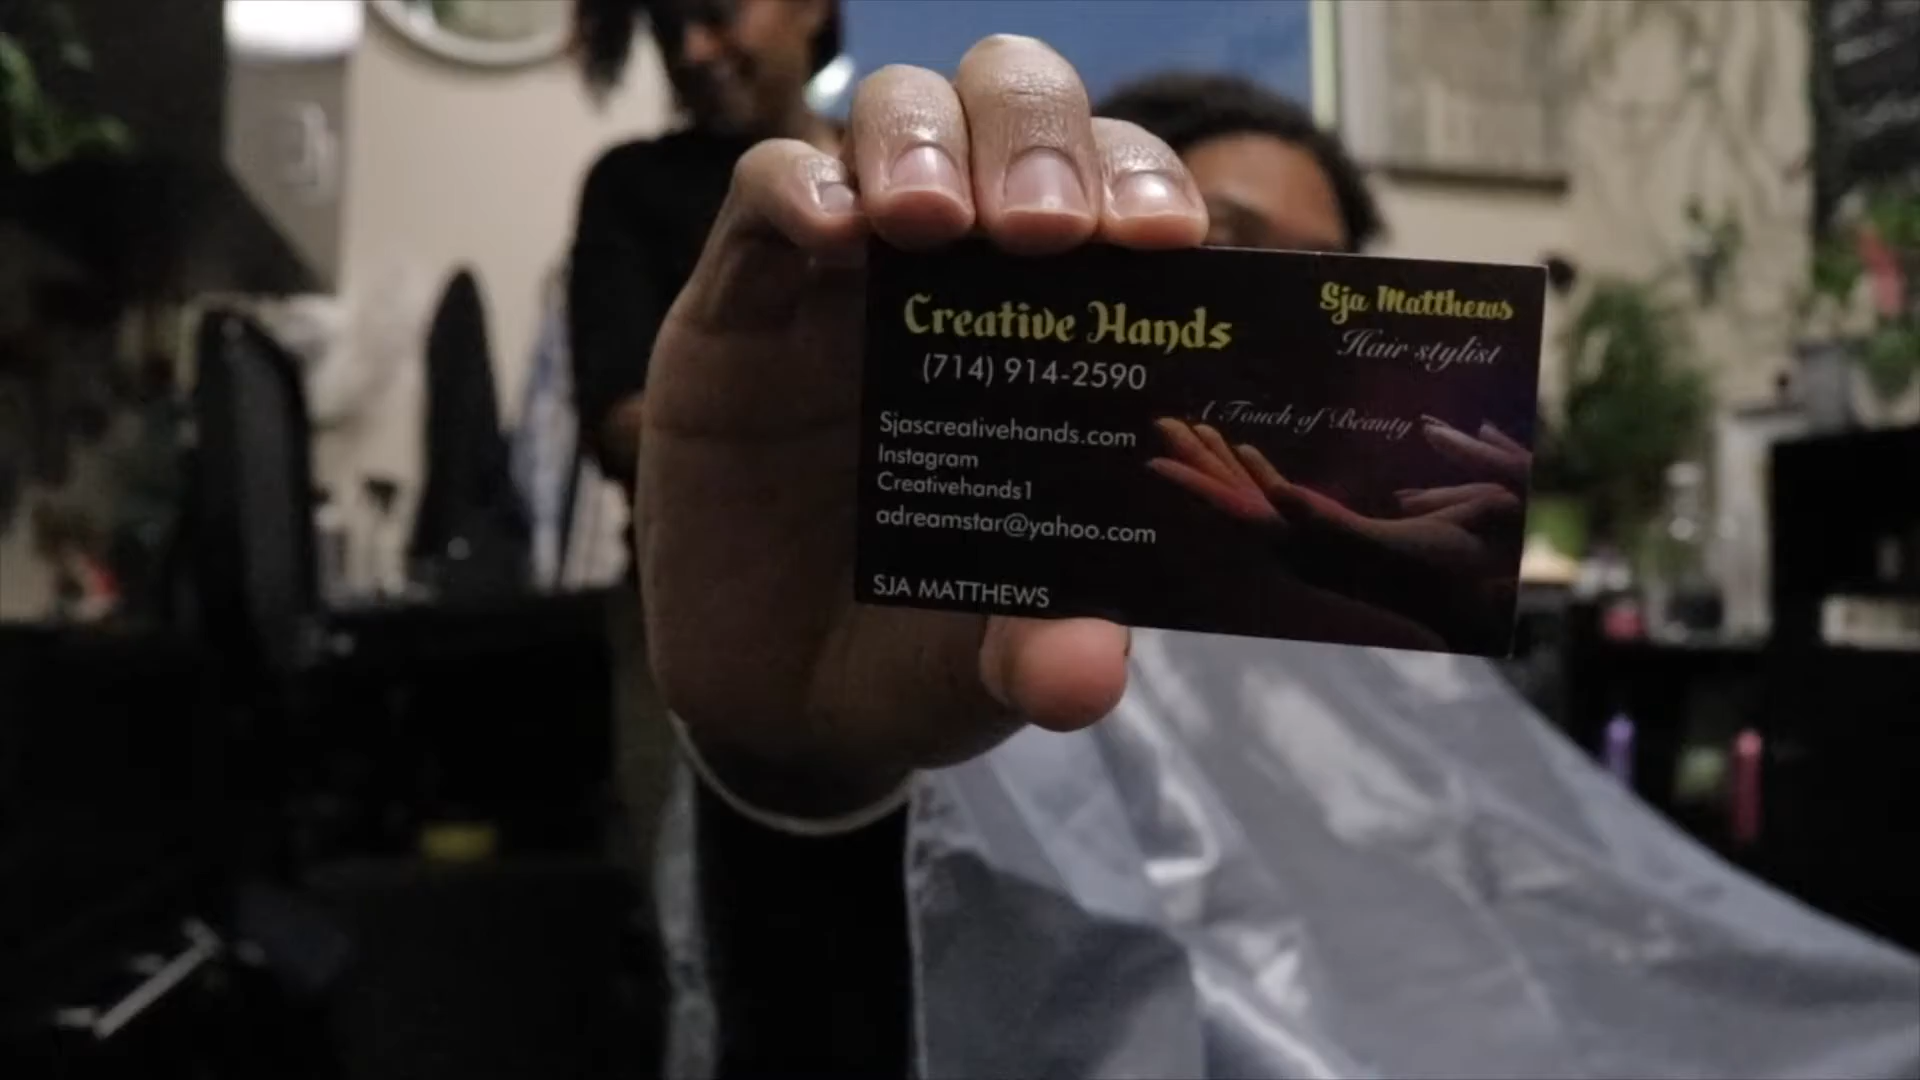 Creative Hands
(714) 914-2590
Sjascreativehands.com
Instagram
Creativehands1
adreamstar@yahoo.com
SJA MATTHEWS
Sja Matthews
Hair stylist
A Touch of Beauty